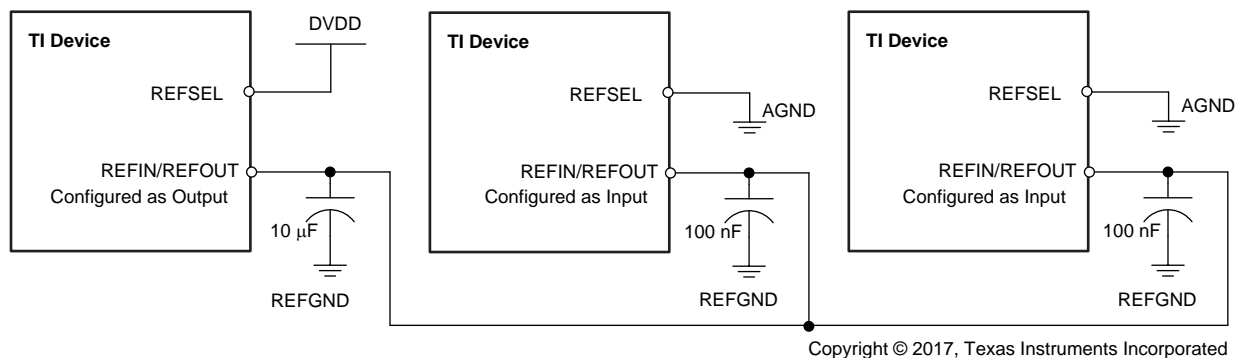 TI Device
DVDD
REFSEL
REFIN/REFOUT
Configured as Output
10 μF
REFGND
TI Device
REFSEL
AGND
REFIN/REFOUT
Configured as Input
100 nF
REFGND
TI Device
REFSEL
AGND
REFIN/REFOUT
Configured as Input
100 nF
REFGND
Copyright © 2017, Texas Instruments Incorporated